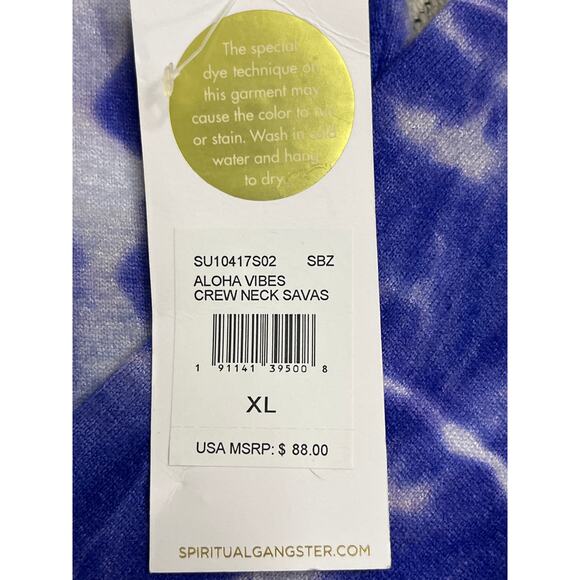 The special
dye technique on
this garment may
cause the color to run
or stain. Wash in cold
water and hang
to dry.
SU10417S02 SBZ
ALOHA VIBES
CREW NECK SAVAS
1 91141 39500 8
XL
USA MSRP: $ 88.00
SPIRITUALGANGSTER.COM